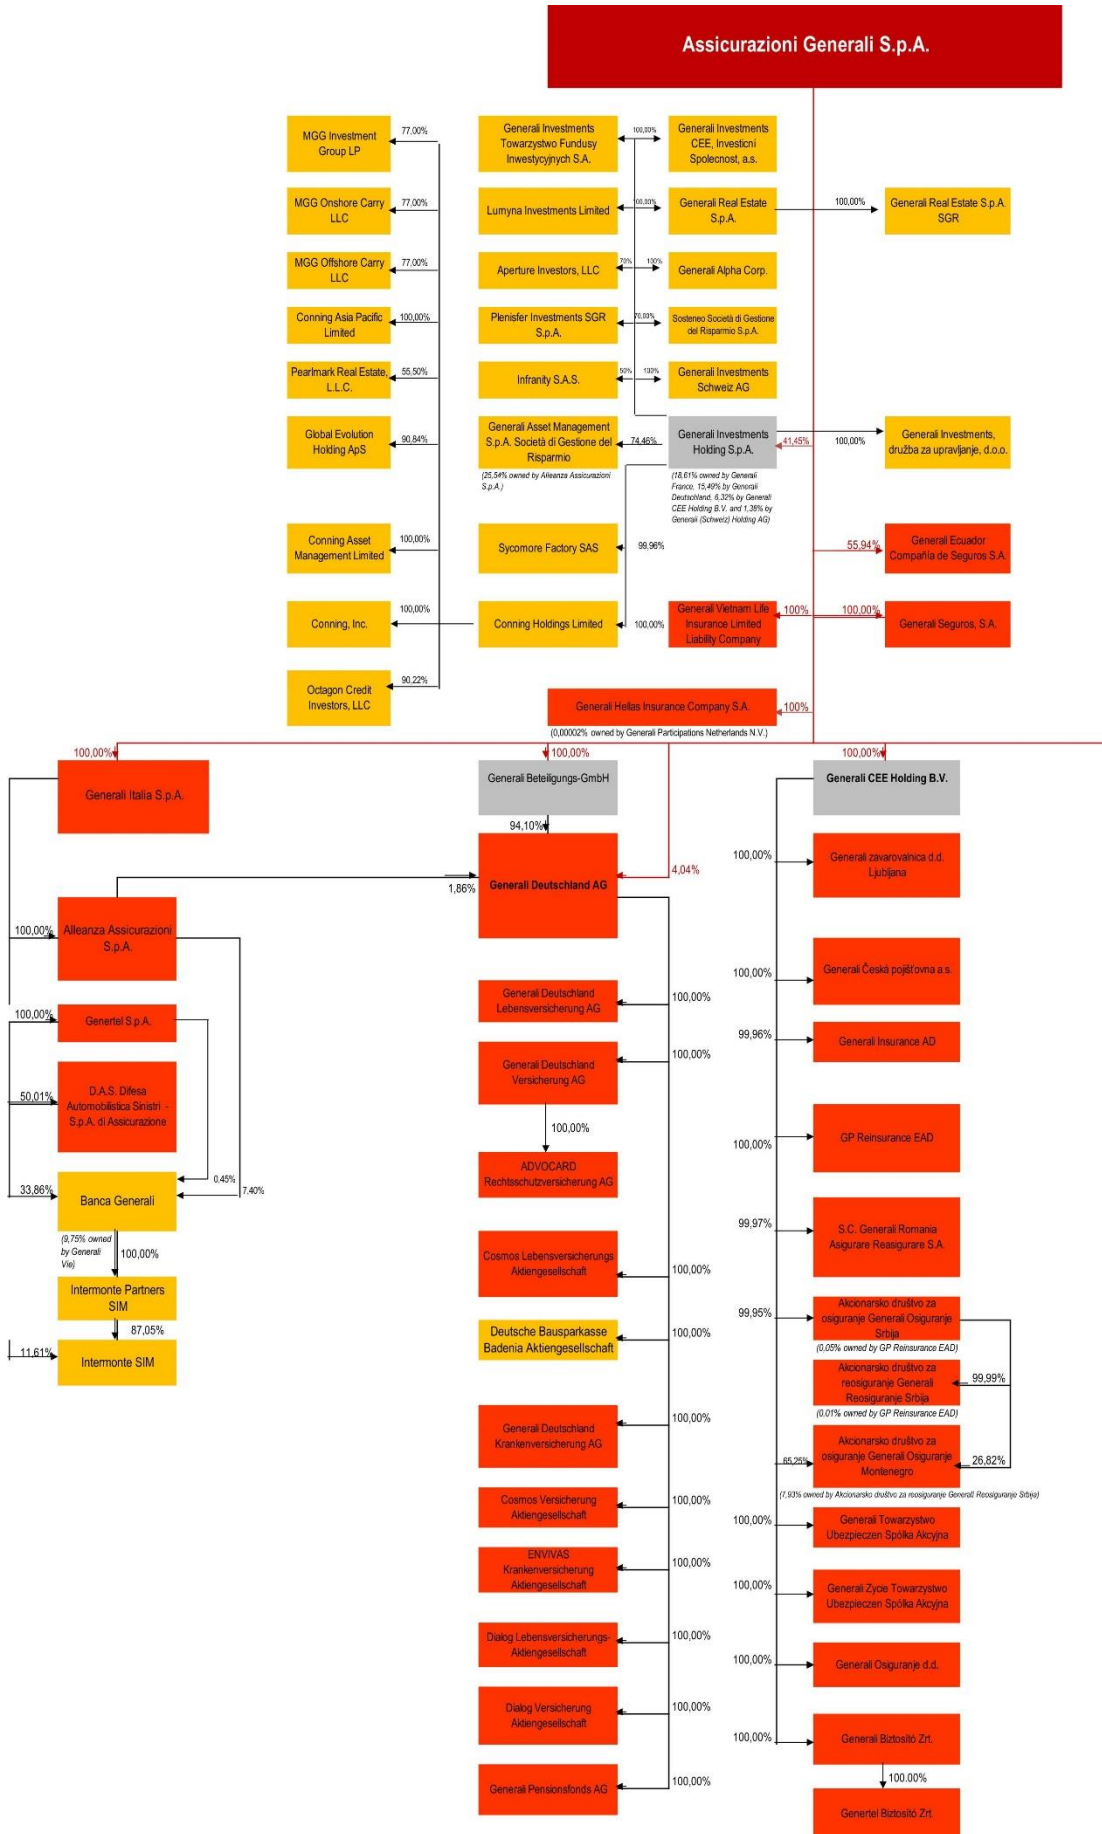 Assicurazioni Generali S.p.A.
MGG Investment
Group LP
77,00%
Generali Investments
Towarzystwo Fundusy
Inwestycyjnych S.A.
100,00%
Generali Investments
CEE, Investicní
Spolecnost, a.s.
MGG Onshore Carry
LLC
77,00%
Lumyna Investments Limited
100,00%
Generali Real Estate
S.p.A.
100,00%
Generali Real Estate S.p.A.
SGR
MGG Offshore Carry
LLC
77,00%
Aperture Investors, LLC
70%
100%
Generali Alpha Corp.
Conning Asia Pacific
Limited
100,00%
Plenisfer Investments SGR
S.p.A.
70,00%
Sosteneo Società di Gestione
del Risparmio S.p.A.
Pearlmark Real Estate,
L.L.C.
55,50%
Infranity S.A.S.
50%
100%
Generali Investments
Schweiz AG
Global Evolution
Holding ApS
90,84%
Generali Asset Management
S.p.A. Società di Gestione del
Risparmio
74,46%
(25,54% owned by Alleanza Assicurazioni
S.p.A.)
Generali Investments
Holding S.p.A.
41,45%
(18,61% owned by Generali
France, 15,49% by Generali
Deutschland, 6,32% by Generali
CEE Holding B.V. and 1,38% by
Generali (Schweiz) Holding AG)
100,00%
Generali Investments,
družba za upravljanje, d.o.o.
Conning Asset
Management Limited
100,00%
Sycomore Factory SAS
99,96%
55,94%
Generali Ecuador
Compañía de Seguros S.A.
Conning, Inc.
100,00%
Conning Holdings Limited
100,00%
Generali Vietnam Life
Insurance Limited
Liability Company
100%
100,00%
Generali Seguros, S.A.
Octagon Credit
Investors, LLC
90,22%
Generali Hellas Insurance Company S.A.
100%
(0,00002% owned by Generali Participations Netherlands N.V.)
100,00%
100,00%
100,00%
Generali Italia S.p.A.
Generali Beteiligungs-GmbH
Generali CEE Holding B.V.
94,10%
Generali Deutschland AG
1,86%
4,04%
100,00%
Generali zavarovalnica d.d.
Ljubljana
100,00%
Alleanza Assicurazioni
S.p.A.
100,00%
Generali Česká pojišťovna a.s.
Generali Deutschland
Lebensversicherung AG
100,00%
100,00%
Genertel S.p.A.
99,96%
Generali Insurance AD
Generali Deutschland
Versicherung AG
100,00%
50,01%
D.A.S. Difesa
Automobilistica Sinistri -
S.p.A. di Assicurazione
100,00%
100,00%
GP Reinsurance EAD
ADVOCARD
Rechtsschutzversicherung AG
33,86%
Banca Generali
0,45%
7,40%
(9,75% owned
by Generali
Vie)
100,00%
99,97%
S.C. Generali Romania
Asigurare Reasigurare S.A.
Cosmos Lebensversicherungs
Aktiengesellschaft
100,00%
Intermonte Partners
SIM
87,05%
99,95%
Akcionarsko društvo za
osiguranje Generali Osiguranje
Srbija
(0,05% owned by GP Reinsurance EAD)
11,61%
Intermonte SIM
Deutsche Bausparkasse
Badenia Aktiengesellschaft
100,00%
Akcionarsko društvo za
reosiguranje Generali
Reosiguranje Srbija
99,99%
(0,01% owned by GP Reinsurance EAD)
Generali Deutschland
Krankenversicherung AG
100,00%
65,25%
Akcionarsko društvo za
osiguranje Generali Osiguranje
Montenegro
26,82%
(7,93% owned by Akcionarsko društvo za reosiguranje Generali Reosiguranje Srbija)
Cosmos Versicherung
Aktiengesellschaft
100,00%
100,00%
Generali Towarzystwo
Ubezpieczen Spólka Akcyjna
ENVIVAS
Krankenversicherung
Aktiengesellschaft
100,00%
100,00%
Generali Zycie Towarzystwo
Ubezpieczen Spólka Akcyjna
Dialog Lebensversicherungs-
Aktiengesellschaft
100,00%
100,00%
Generali Osiguranje d.d.
Dialog Versicherung
Aktiengesellschaft
100,00%
100,00%
Generali Biztosító Zrt.
100.00%
Generali Pensionsfonds AG
100,00%
Genertel Biztosító Zrt.